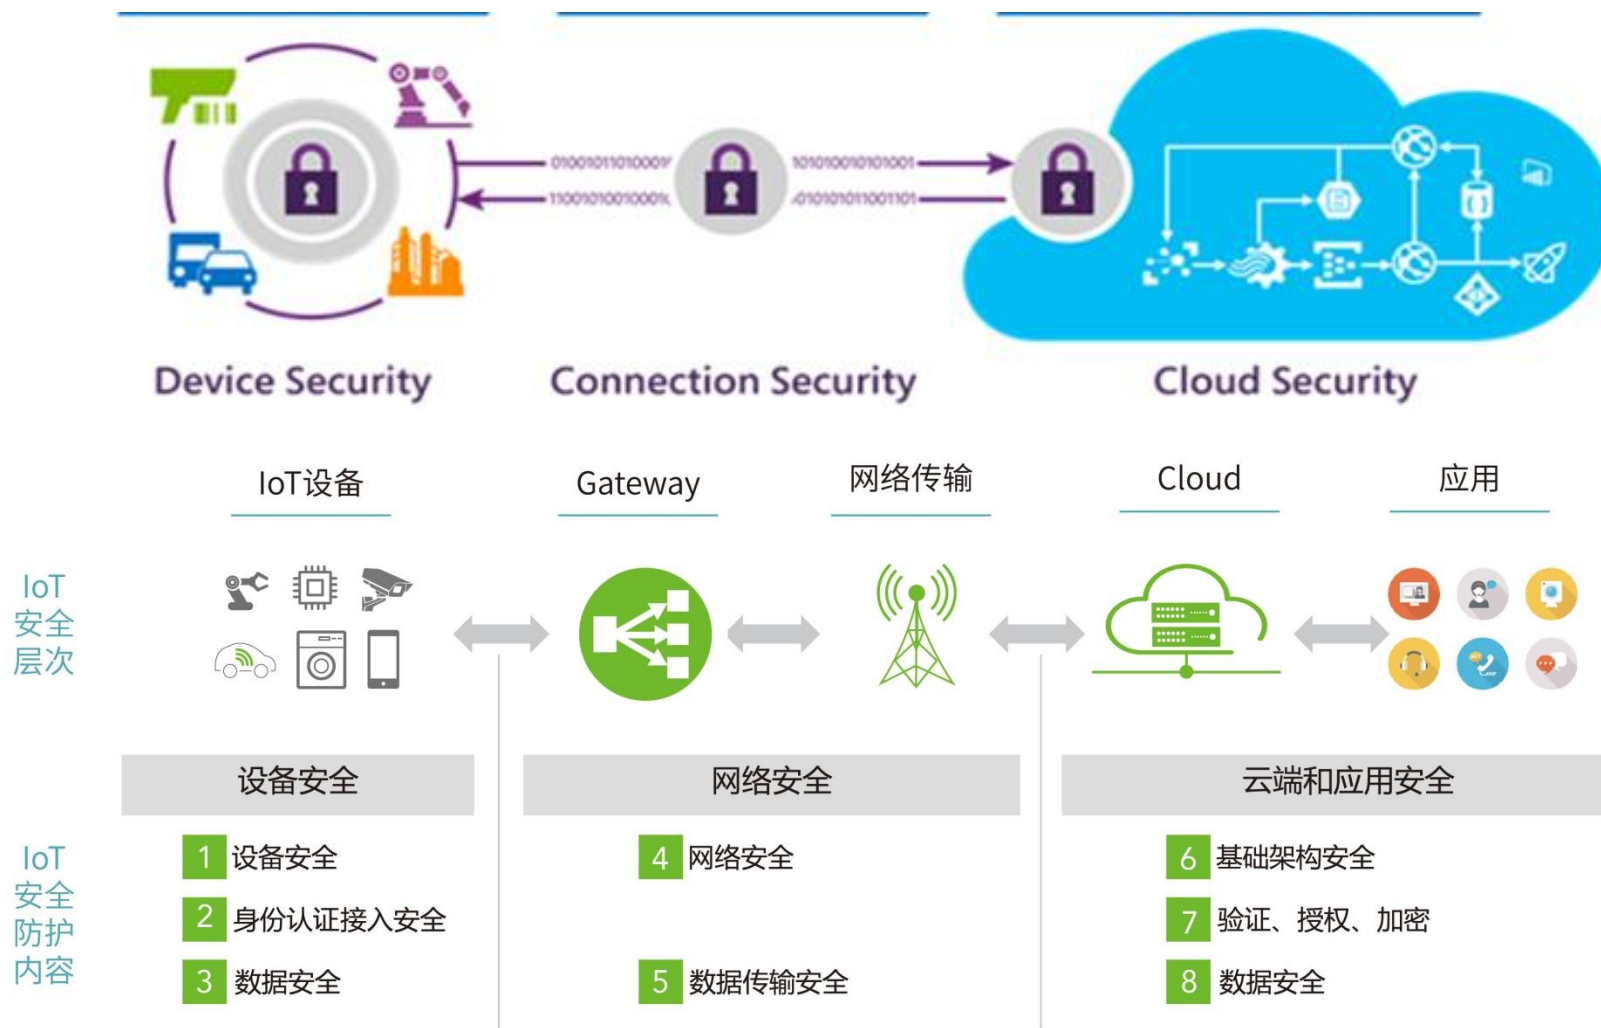 010010110101000
101010010101001
110010100100010
010101011001101
Device Security
Connection Security
Cloud Security
IoT设备
Gateway
网络传输
Cloud
应用
IoT
安全
层次
设备安全
网络安全
云端和应用安全
IoT
安全
防护
内容
1 设备安全
4 网络安全
6 基础架构安全
2 身份认证接入安全
7 验证、授权、加密
3 数据安全
5 数据传输安全
8 数据安全